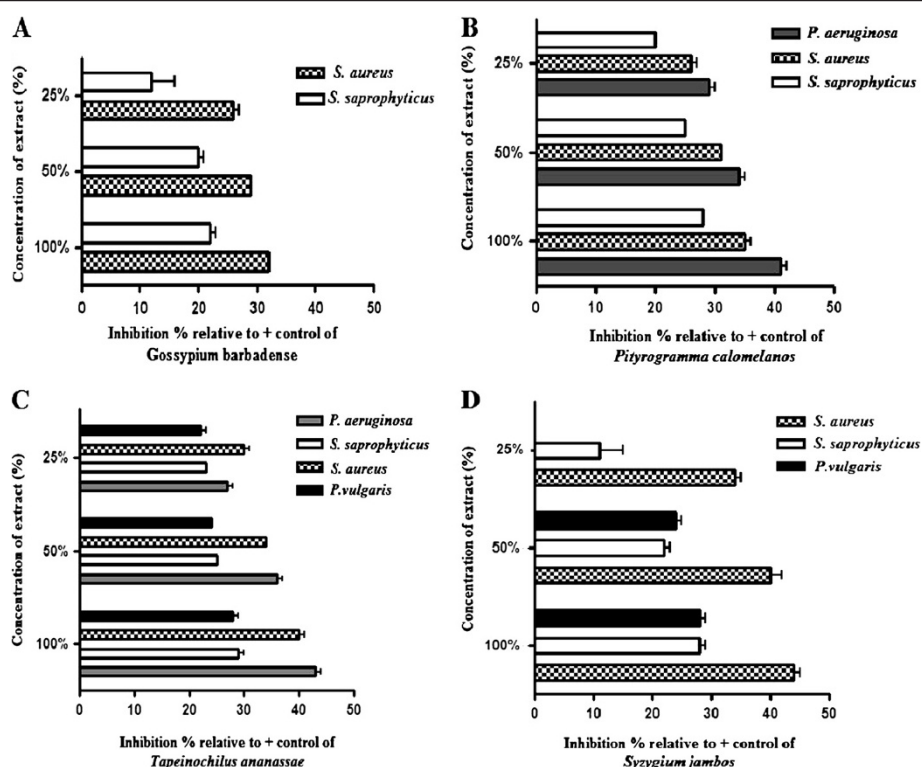 A
Concentration of extract (%)
25%
50%
100%
S. aureus
S. saprophyticus
0 10 20 30 40 50
Inhibition % relative to + control of
Gossypium barbadense
B
Concentration of extract (%)
25%
50%
100%
P. aeruginosa
S. aureus
S. saprophyticus
0 10 20 30 40 50
Inhibition % relative to + control of
Pityrogramma calomelanos
C
Concentration of extract (%)
25%
50%
100%
P. aeruginosa
S. saprophyticus
S. aureus
P.vulgaris
0 10 20 30 40 50
Inhibition % relative to + control of
Tapeinochilus ananassae
D
Concentration of extract (%)
25%
50%
100%
S. aureus
S. saprophyticus
P.vulgaris
0 10 20 30 40 50
Inhibition % relative to + control of
Syzygium jambos